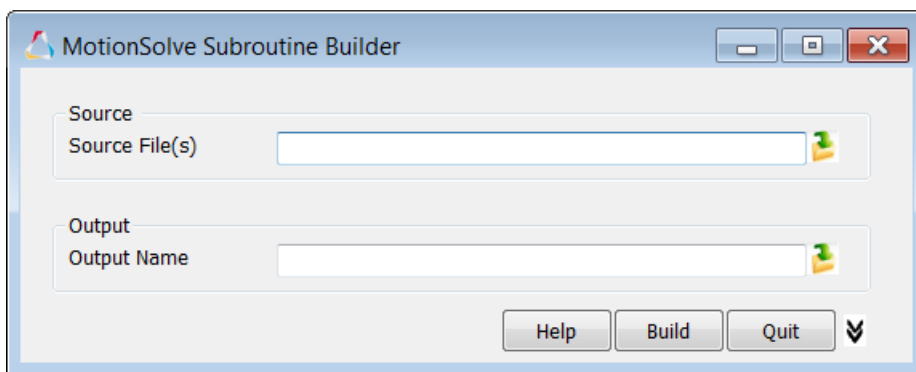 MotionSolve Subroutine Builder
Source
Source File(s)
Output
Output Name
Help Build Quit